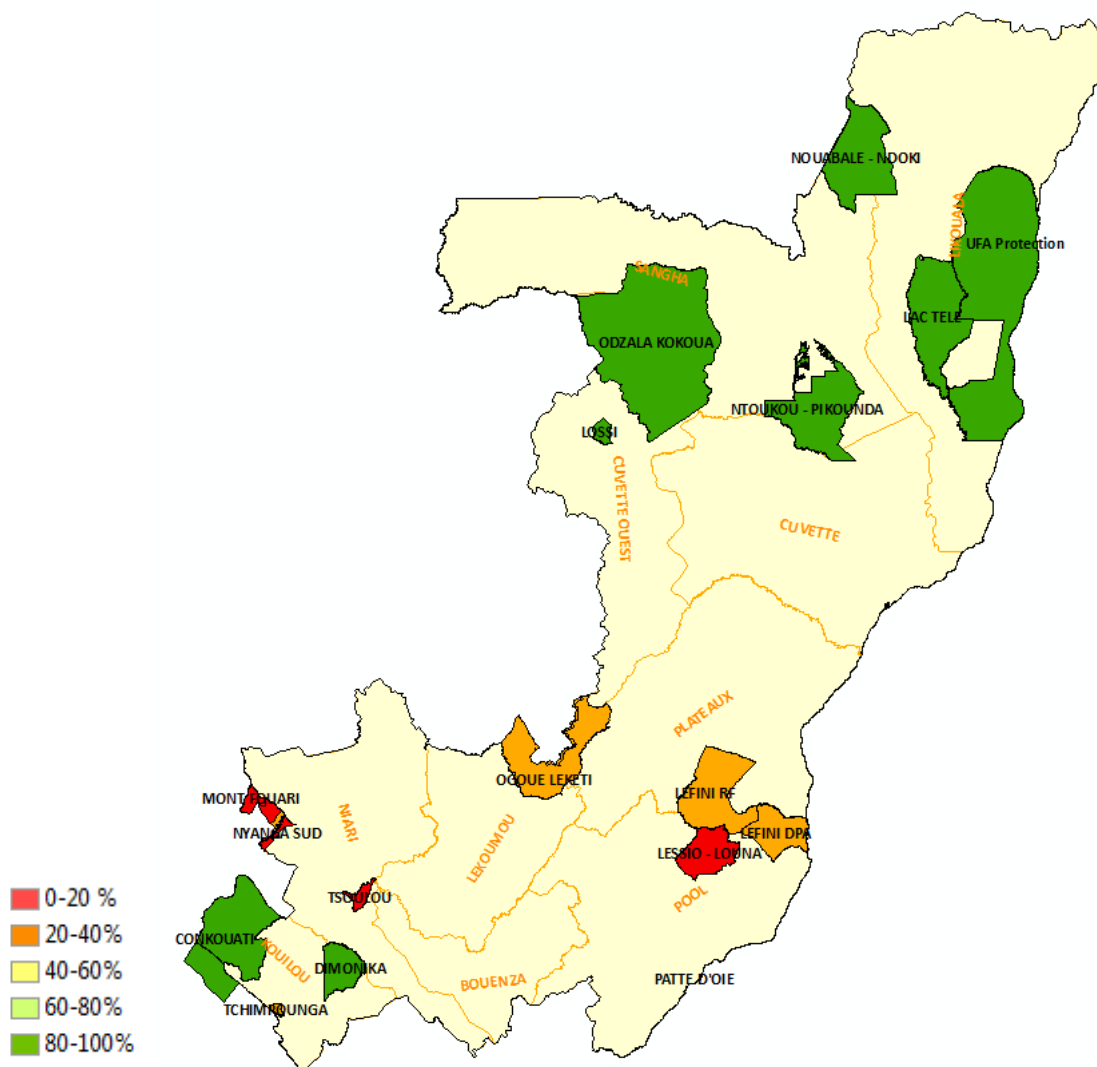 NOUABALE - NDOKI
LIKOUALA
UFA Protection
SANGHA
LAC TELE
ODZALA KOKOUA
NTOUKOU - PIKOUNDA
LOSSI
CUVETTE OUEST
CUVETTE
PLATEAUX
OGOUE LEKETI
LEFINI RF
MONT FOUARI
NIARI
NYANGA SUD
LEFINI DPA
LEKOUMOU
LESSIO - LOUNA
TSOULOU
POOL
0-20 %
20-40%
40-60%
60-80%
80-100%
CONKOUATI
KOUILOU
DIMONIKA
BOUENZA
PATTE D'OIE
TCHIMPOUNGA